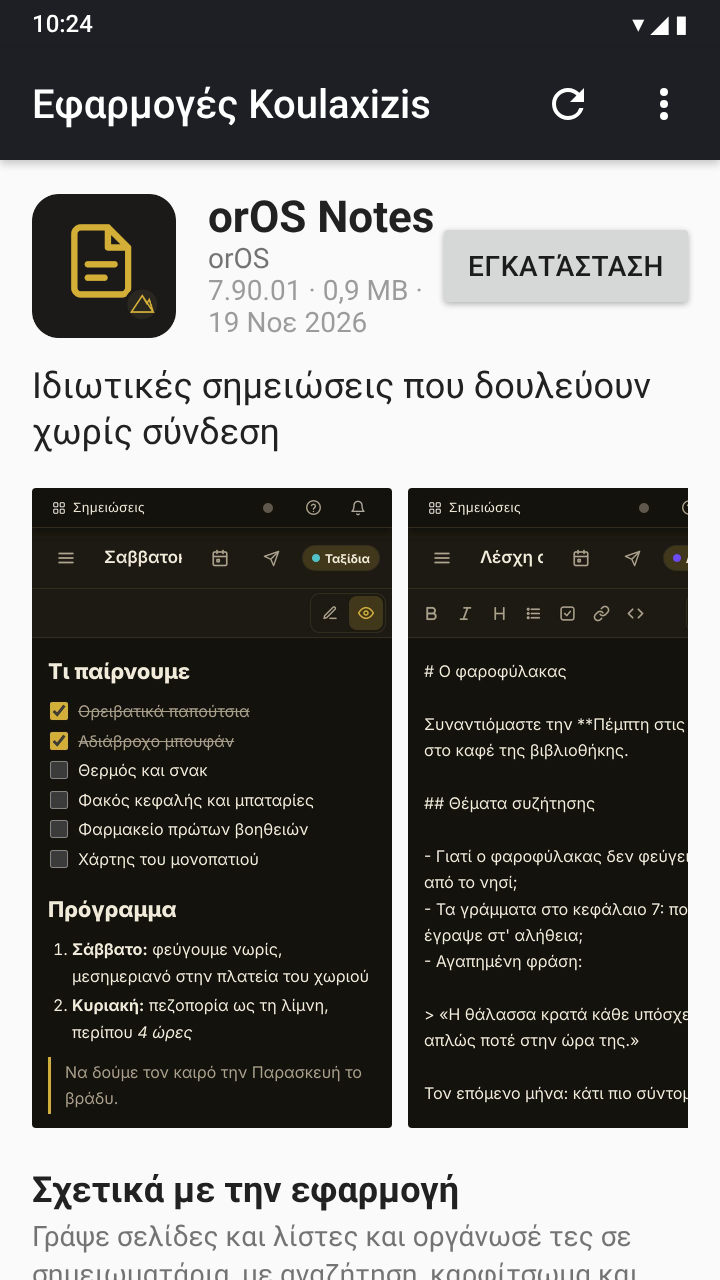 10:24
Εφαρμογές Koulaxizis
orOS Notes
orOS
7.90.01 · 0,9 MB ·
19 Νοε 2026
ΕΓΚΑΤΆΣΤΑΣΗ
Ιδιωτικές σημειώσεις που δουλεύουν
χωρίς σύνδεση
Σημειώσεις
Ταξίδια
Τι παίρνουμε
Ορειβατικά παπούτσια
Αδιάβροχο μπουφάν
Θερμός και σνακ
Φακός κεφαλής και μπαταρίες
Φαρμακείο πρώτων βοηθειών
Χάρτης του μονοπατιού
Πρόγραμμα
1. Σάββατο: φεύγουμε νωρίς,
μεσημεριανό στην πλατεία του χωριού
2. Κυριακή: πεζοπορία ως τη λίμνη,
περίπου 4 ώρες
Να δούμε τον καιρό την Παρασκευή το
βράδυ.
Σημειώσεις
Λέσχη
B I H
# Ο φαροφύλακας
Συναντιόμαστε την **Πέμπτη στις
στο καφέ της βιβλιοθήκης.
## Θέματα συζήτησης
- Γιατί ο φαροφύλακας δεν φεύγει
από το νησί;
- Τα γράμματα στο κεφάλαιο 7:
έγραψε στ' αλήθεια;
- Αγαπημένη φράση:
> «Η θάλασσα κρατά κάθε
απλώς ποτέ στην ώρα της.»
Τον επόμενο μήνα: κάτι πιο
Σχετικά με την εφαρμογή
Γράψε σελίδες και λίστες και οργάνωσέ τες σε
σημειωματάρια, με αναζήτηση, καρφίτσωμα και